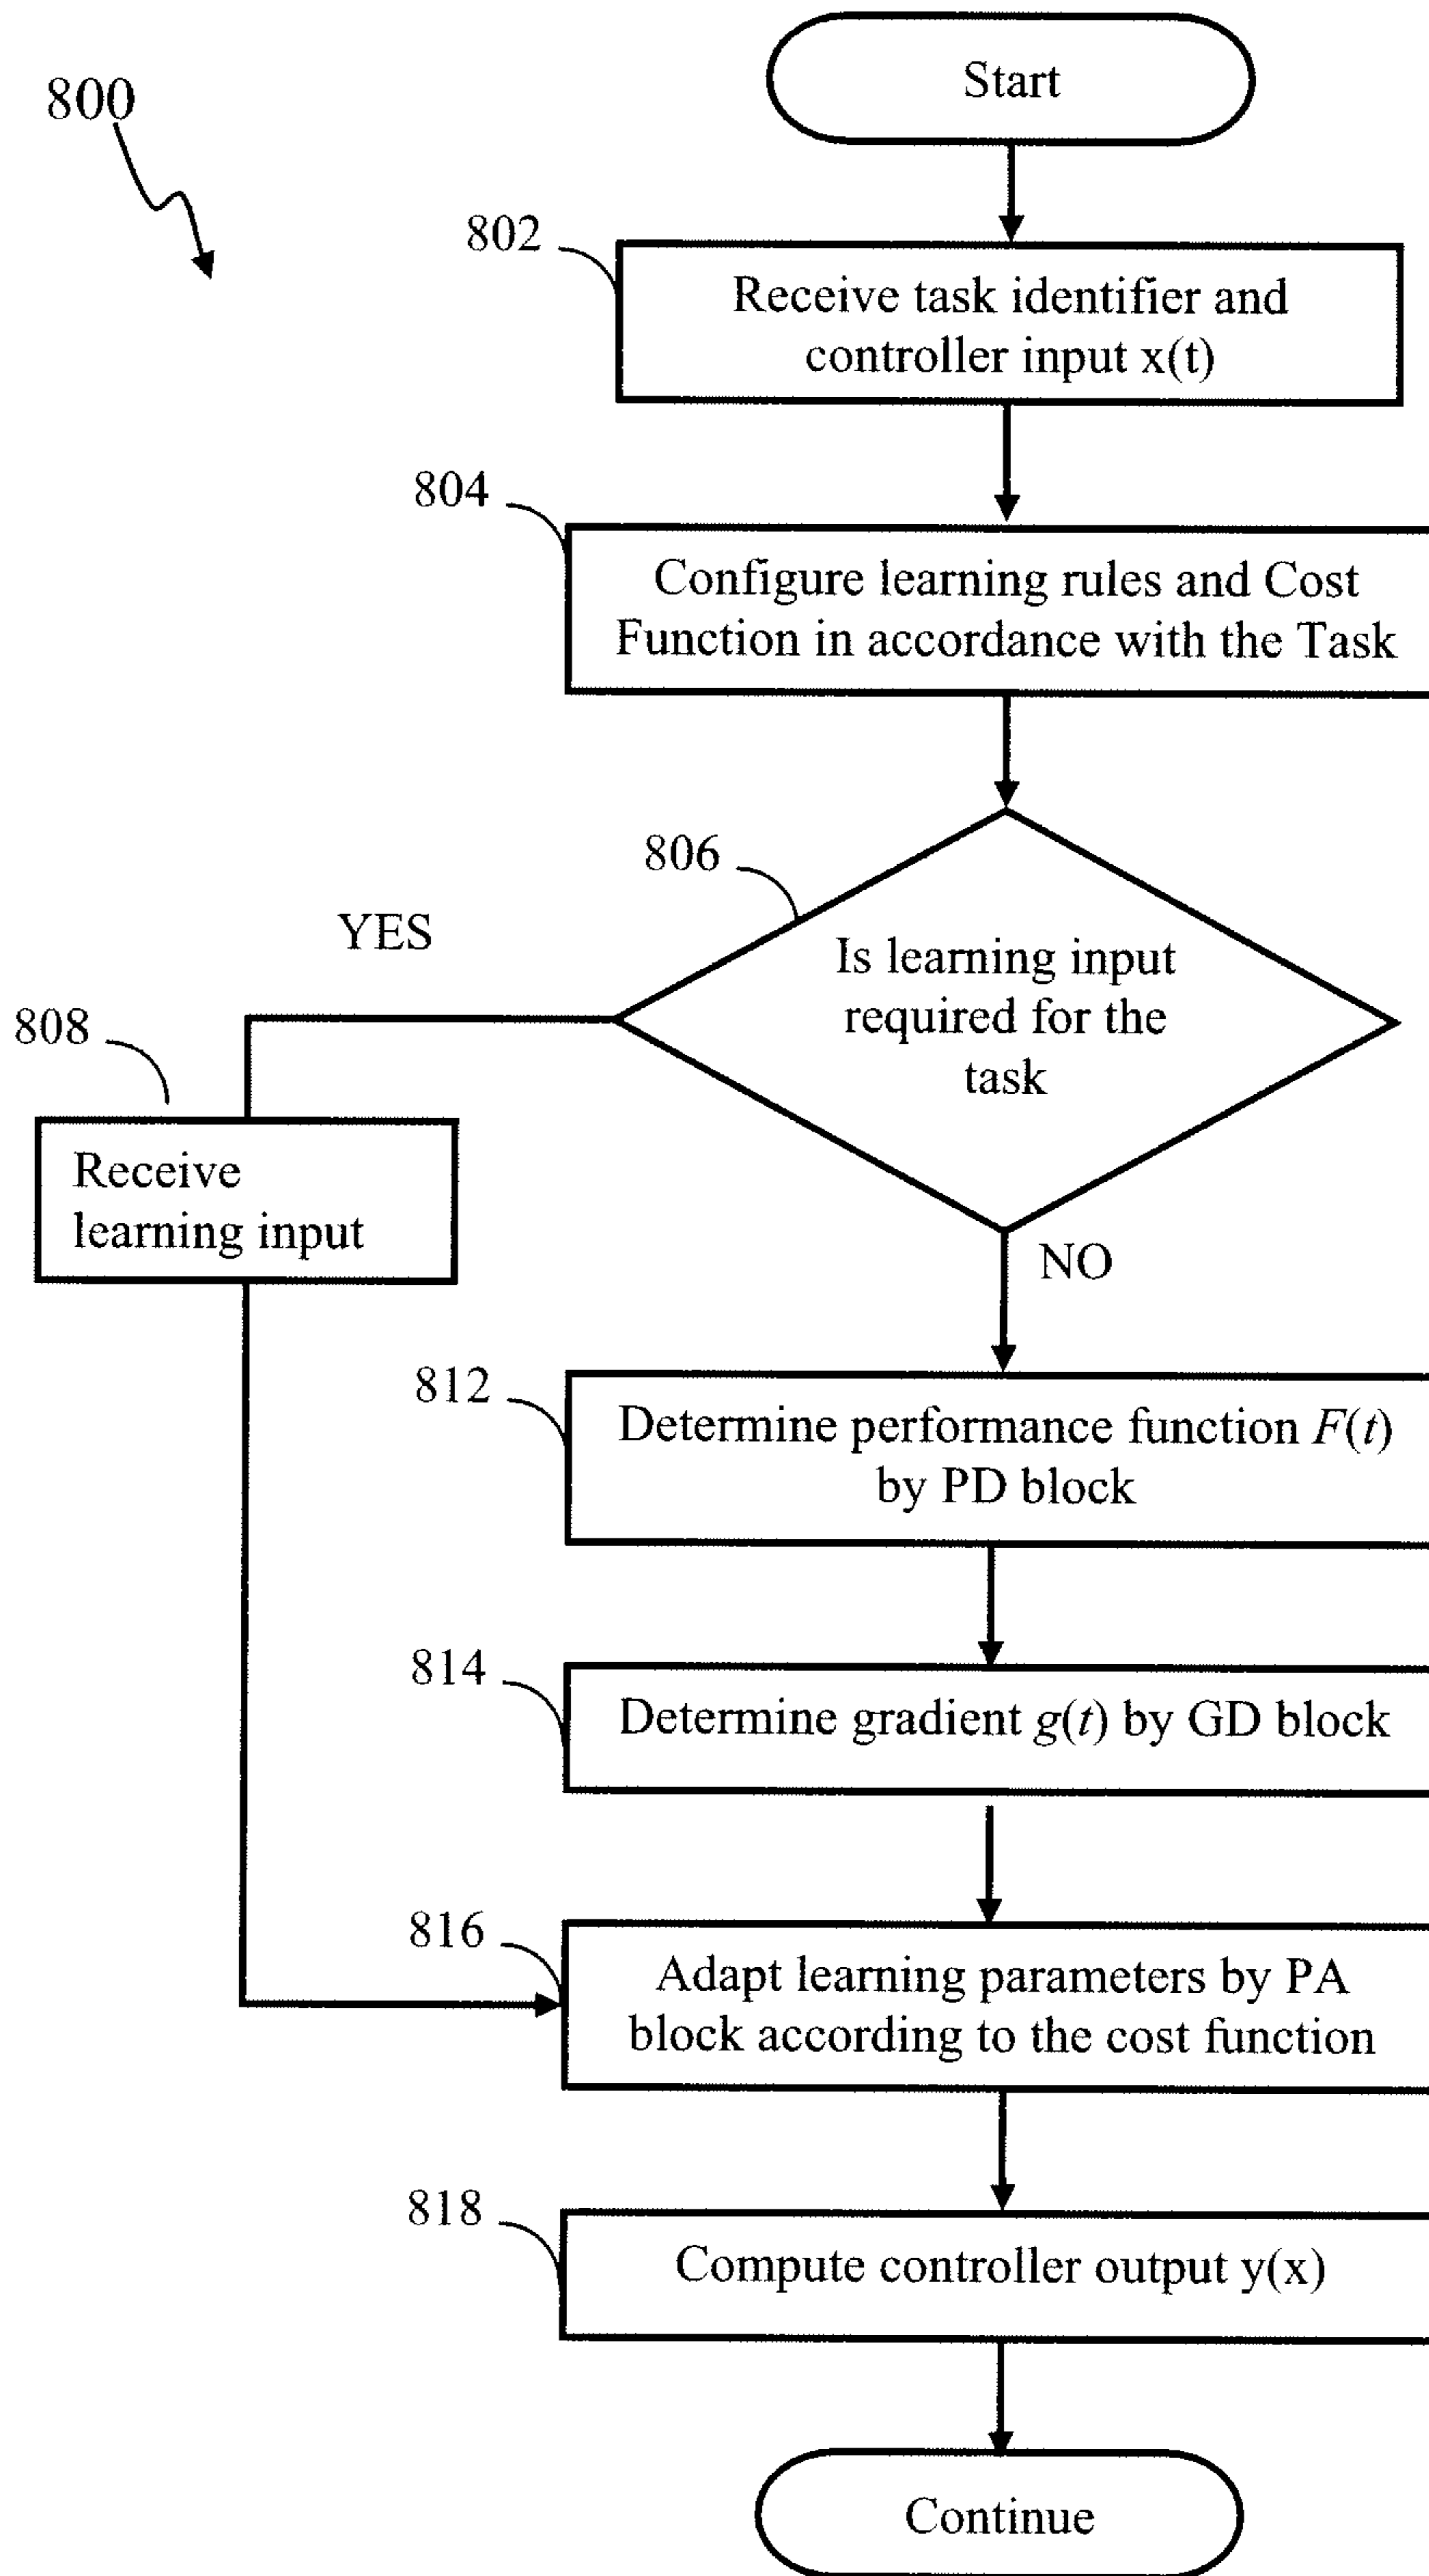 Start
800
802
Receive task identifier and
controller input x(t)
804
Configure learning rules and Cost
Function in accordance with the Task
806
YES
Is learning input
required for the
task
808
Receive
learning input
NO
812
Determine performance function F(t)
by PD block
814
Determine gradient g(t) by GD block
816
Adapt learning parameters by PA
block according to the cost function
818
Compute controller output y(x)
Continue